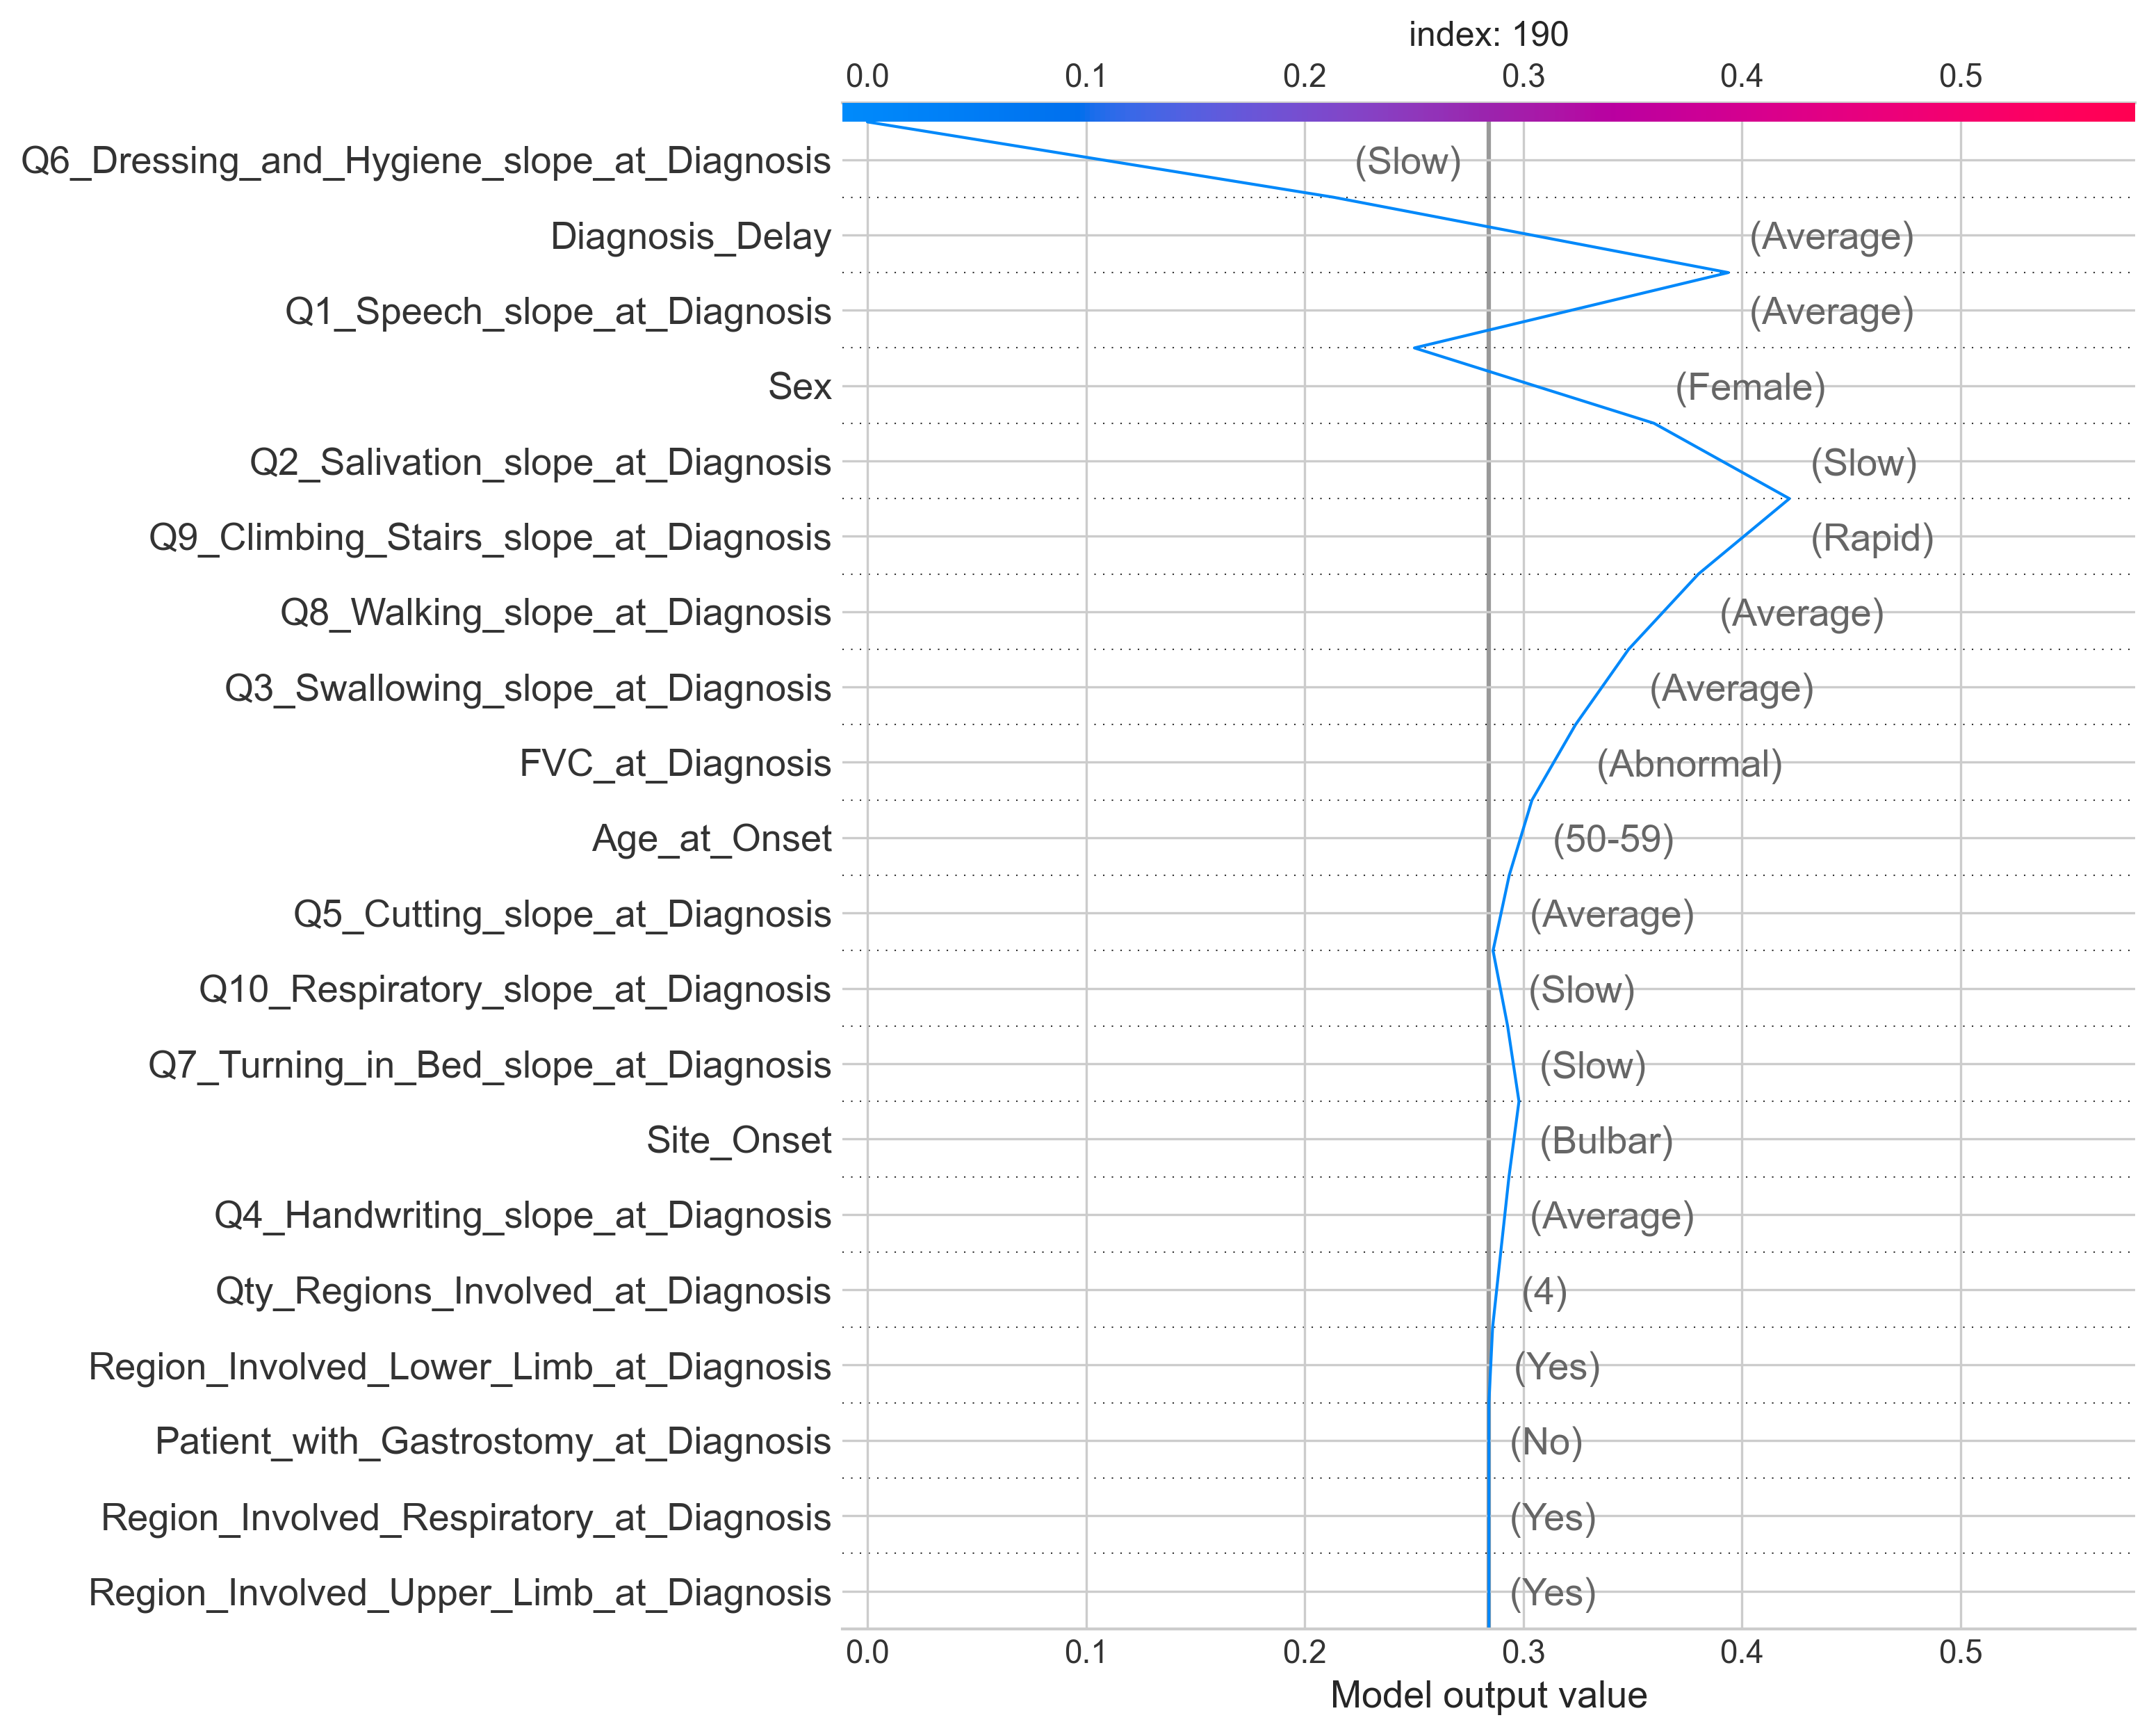 index: 190
0.0 0.1 0.2 0.3 0.4 0.5
Q6_Dressing_and_Hygiene_slope_at_Diagnosis (Slow)
Diagnosis_Delay (Average)
Q1_Speech_slope_at_Diagnosis (Average)
Sex (Female)
Q2_Salivation_slope_at_Diagnosis (Slow)
Q9_Climbing_Stairs_slope_at_Diagnosis (Rapid)
Q8_Walking_slope_at_Diagnosis (Average)
Q3_Swallowing_slope_at_Diagnosis (Average)
FVC_at_Diagnosis (Abnormal)
Age_at_Onset (50-59)
Q5_Cutting_slope_at_Diagnosis (Average)
Q10_Respiratory_slope_at_Diagnosis (Slow)
Q7_Turning_in_Bed_slope_at_Diagnosis (Slow)
Site_Onset (Bulbar)
Q4_Handwriting_slope_at_Diagnosis (Average)
Qty_Regions_Involved_at_Diagnosis (4)
Region_Involved_Lower_Limb_at_Diagnosis (Yes)
Patient_with_Gastrostomy_at_Diagnosis (No)
Region_Involved_Respiratory_at_Diagnosis (Yes)
Region_Involved_Upper_Limb_at_Diagnosis (Yes)
0.0 0.1 0.2 0.3 0.4 0.5
Model output value